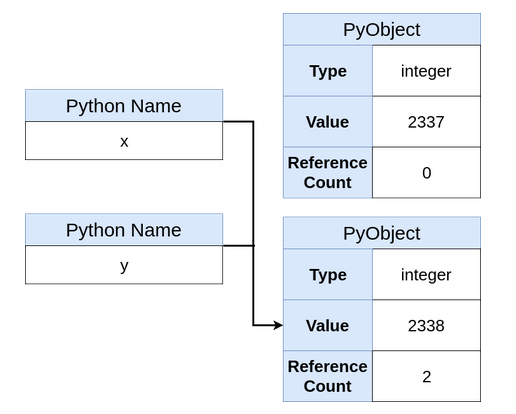 PyObject
Type integer
Value 2337
Reference
Count 0
Python Name
x
Python Name
y
PyObject
Type integer
Value 2338
Reference
Count 2